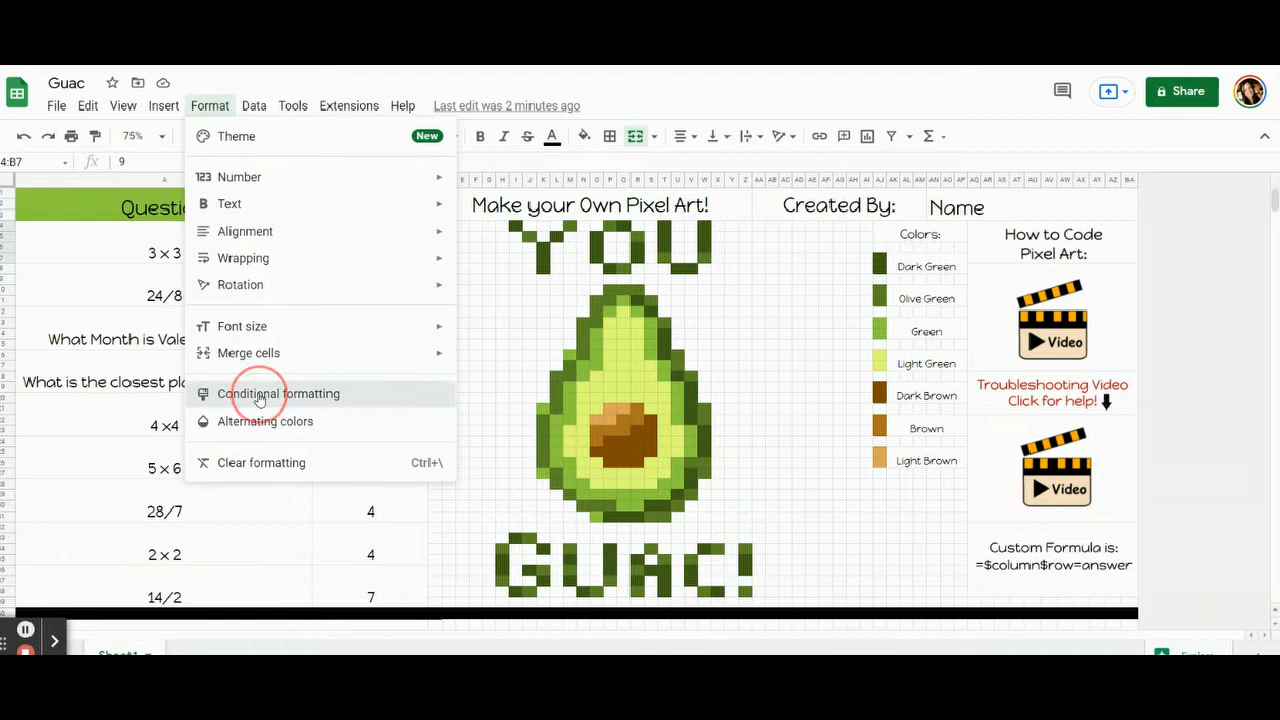 Guac
File Edit View Insert Format Data Tools Extensions Help Last edit was 2 minutes ago
Share
75%
4:B7
9
Theme New
123 Number
B Text
Alignment
Wrapping
Rotation
Font size
Merge cells
Conditional formatting
Alternating colors
Clear formatting Ctrl+\
Questi
3 x 3
24/8
What Month is Vale
What is the closest pla
4 x4
5 x 6
28/7 4
2 x 2 4
14/2 7
Make your Own Pixel Art!
YOU
GUAC!
Created By: Name
Colors:
Dark Green
Olive Green
Green
Light Green
Dark Brown
Brown
Light Brown
How to Code
Pixel Art:
Video
Troubleshooting Video
Click for help!
Video
Custom Formula is:
=$column$row=answer
Sheet1